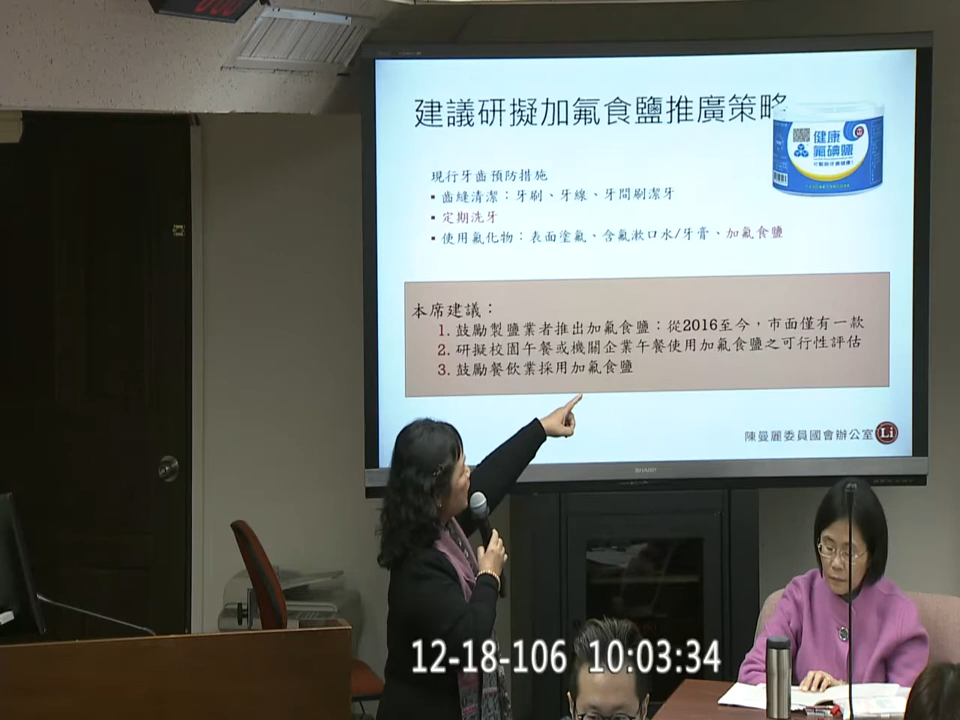 建議研擬加氟食鹽推廣策略
健康
氟碘鹽
現行牙齒預防措施
▪ 齒縫清潔：牙刷、牙線、牙間刷潔牙
▪ 定期洗牙
▪ 使用氟化物：表面塗氟、含氟漱口水/牙膏、加氟食鹽
本席建議：
1. 鼓勵製鹽業者推出加氟食鹽：從2016至今，市面僅有一款
2. 研擬校園午餐或機關企業午餐使用加氟食鹽之可行性評估
3. 鼓勵餐飲業採用加氟食鹽
陳曼麗委員國會辦公室 Li
SHARP
12-18-106 10:03:34